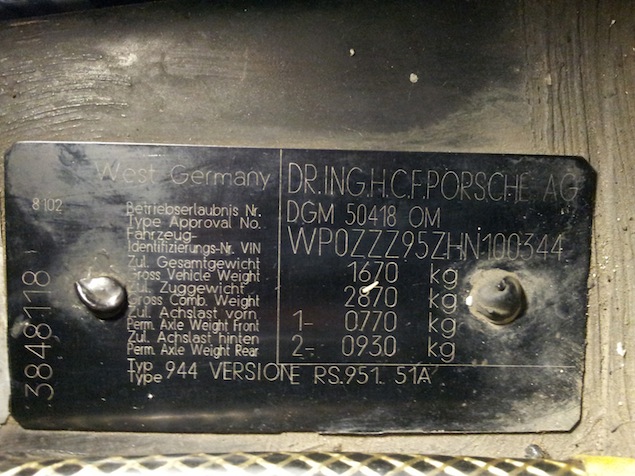 West Germany
DR.ING.H.C.F.PORSCHE AG
8102
Betriebserlaubnis Nr.
Type Approval No.
DGM 50418 OM
Fahrzeug-
Identifizierungs-Nr. VIN
WP0ZZZ95ZHN100344
Zul. Gesamtgewicht
Gross Vehicle Weight
1670 kg
Zul. Zuggewicht
Gross Comb. Weight
2870 kg
Zul. Achslast vorn
Perm. Axle Weight Front
1- 0770 kg
Zul. Achslast hinten
Perm. Axle Weight Rear
2- 0930 kg
Typ
Type
944 VERSIONE RS.951 51A
3848118